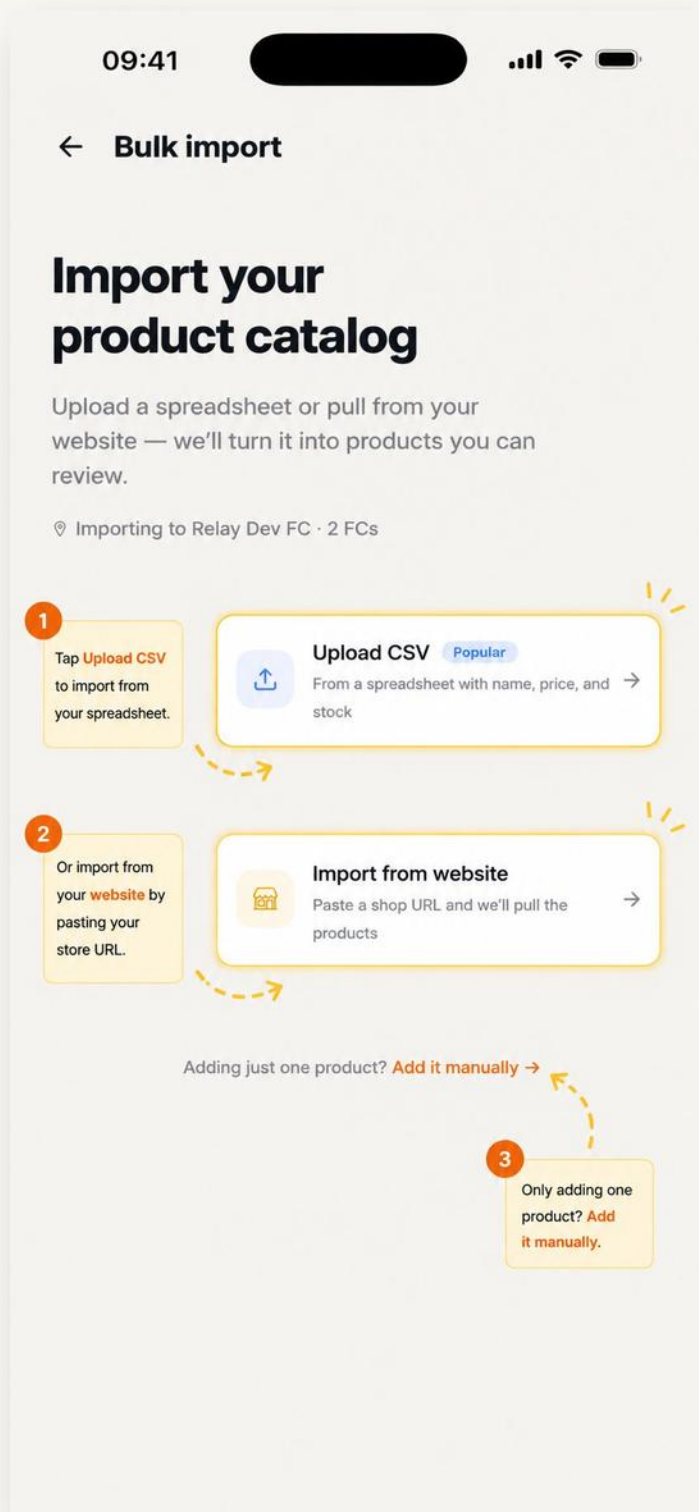 09:41
Bulk import
Import your
product catalog
Upload a spreadsheet or pull from your
website — we’ll turn it into products you can
review.
Importing to Relay Dev FC · 2 FCs
1
Tap Upload CSV
to import from
your spreadsheet.
Upload CSV Popular
From a spreadsheet with name, price, and
stock
2
Or import from
your website by
pasting your
store URL.
Import from website
Paste a shop URL and we’ll pull the
products
Adding just one product? Add it manually →
3
Only adding one
product? Add
it manually.